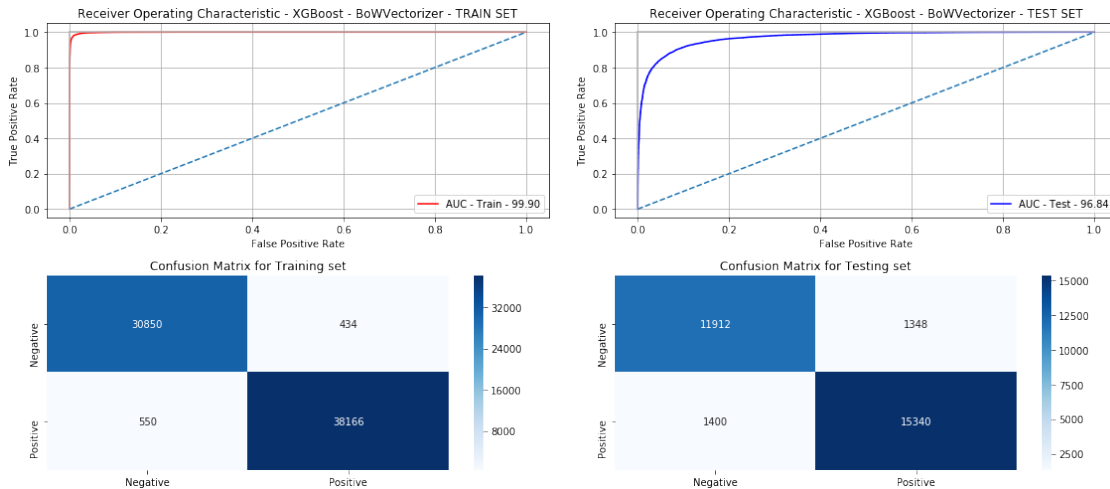 Receiver Operating Characteristic - XGBoost - BoWVectorizer - TRAIN SET
1.0
0.8
0.6
0.4
0.2
0.0
True Positive Rate
AUC - Train - 99.90
0.0 0.2 0.4 0.6 0.8 1.0
False Positive Rate
Receiver Operating Characteristic - XGBoost - BoWVectorizer - TEST SET
1.0
0.8
0.6
0.4
0.2
0.0
True Positive Rate
AUC - Test - 96.84
0.0 0.2 0.4 0.6 0.8 1.0
False Positive Rate
Confusion Matrix for Training set
Negative
30850 434
Positive
550 38166
Negative Positive
32000
24000
16000
8000
Confusion Matrix for Testing set
Negative
11912 1348
Positive
1400 15340
Negative Positive
15000
12500
10000
7500
5000
2500